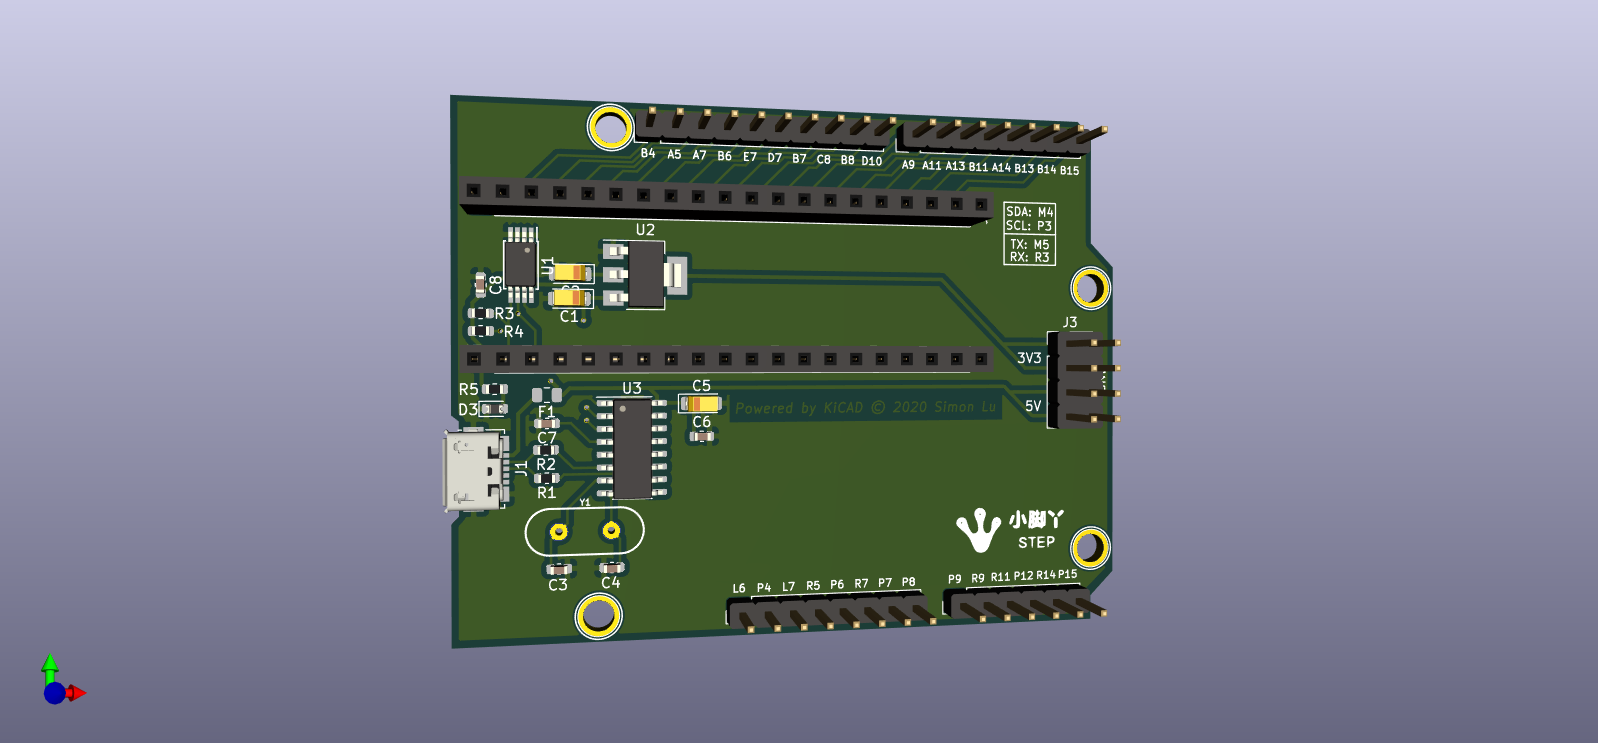 B4 A5 A7 B6 E7 D7 B7 C8 B8 D10 A9 A11 A13 B11 A14 B13 B14 B15
SDA: M4
SCL: P3
TX: M5
RX: R3
U2
U1
C8
C1
R3
R4
J3
3V3
5V
R5
D3
F1
U3
C5
C6
Powered by KiCAD © 2020 Simon Lu
C7
R2
R1
J1
Y1
C3
C4
小脚丫
STEP
L6 P4 L7 R5 P6 R7 P7 P8 P9 R9 R11 P12 R14 P15